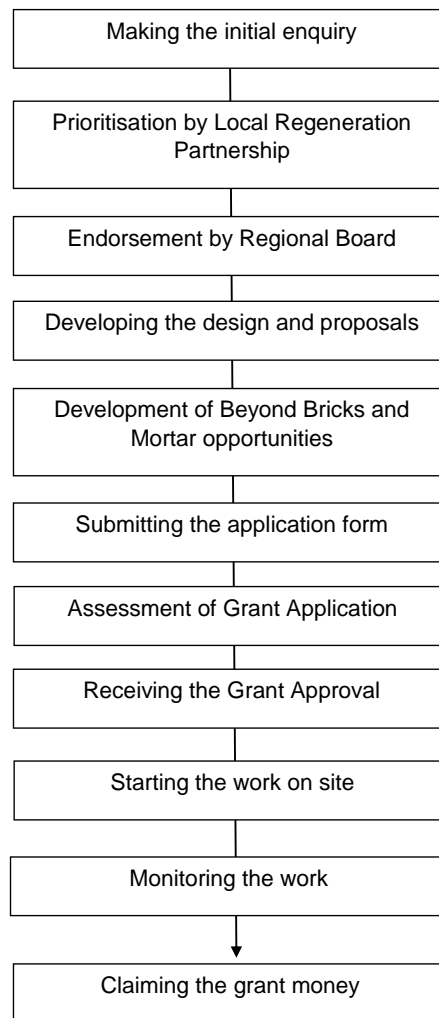 Making the initial enquiry
Prioritisation by Local Regeneration
Partnership
Endorsement by Regional Board
Developing the design and proposals
Development of Beyond Bricks and
Mortar opportunities
Submitting the application form
Assessment of Grant Application
Receiving the Grant Approval
Starting the work on site
Monitoring the work
Claiming the grant money